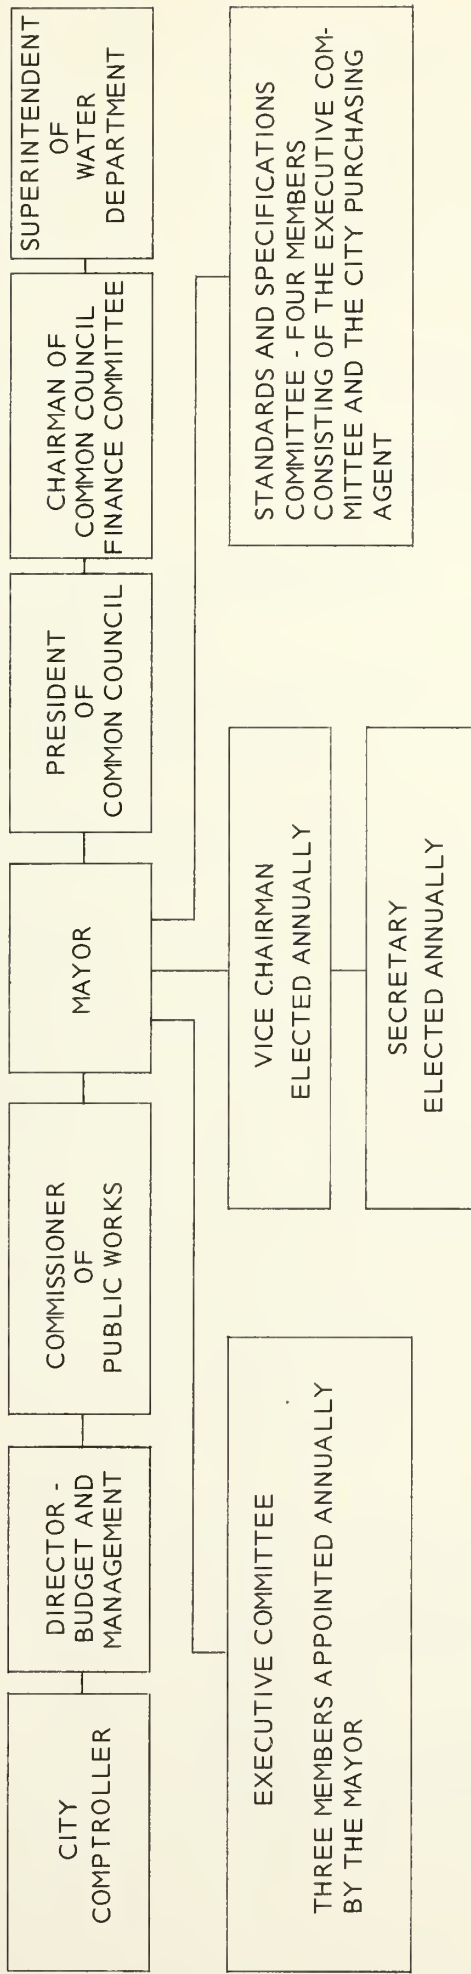 CITY
COMPTROLLER
DIRECTOR -
BUDGET AND
MANAGEMENT
COMMISSIONER
OF
PUBLIC WORKS
MAYOR
PRESIDENT
OF
COMMON COUNCIL
CHAIRMAN OF
COMMON COUNCIL
FINANCE COMMITTEE
SUPERINTENDENT
OF
WATER
DEPARTMENT
EXECUTIVE COMMITTEE
THREE MEMBERS APPOINTED ANNUALLY
BY THE MAYOR
VICE CHAIRMAN
ELECTED ANNUALLY
SECRETARY
ELECTED ANNUALLY
STANDARDS AND SPECIFICATIONS
COMMITTEE - FOUR MEMBERS
CONSISTING OF THE EXECUTIVE COM-
MITTEE AND THE CITY PURCHASING
AGENT